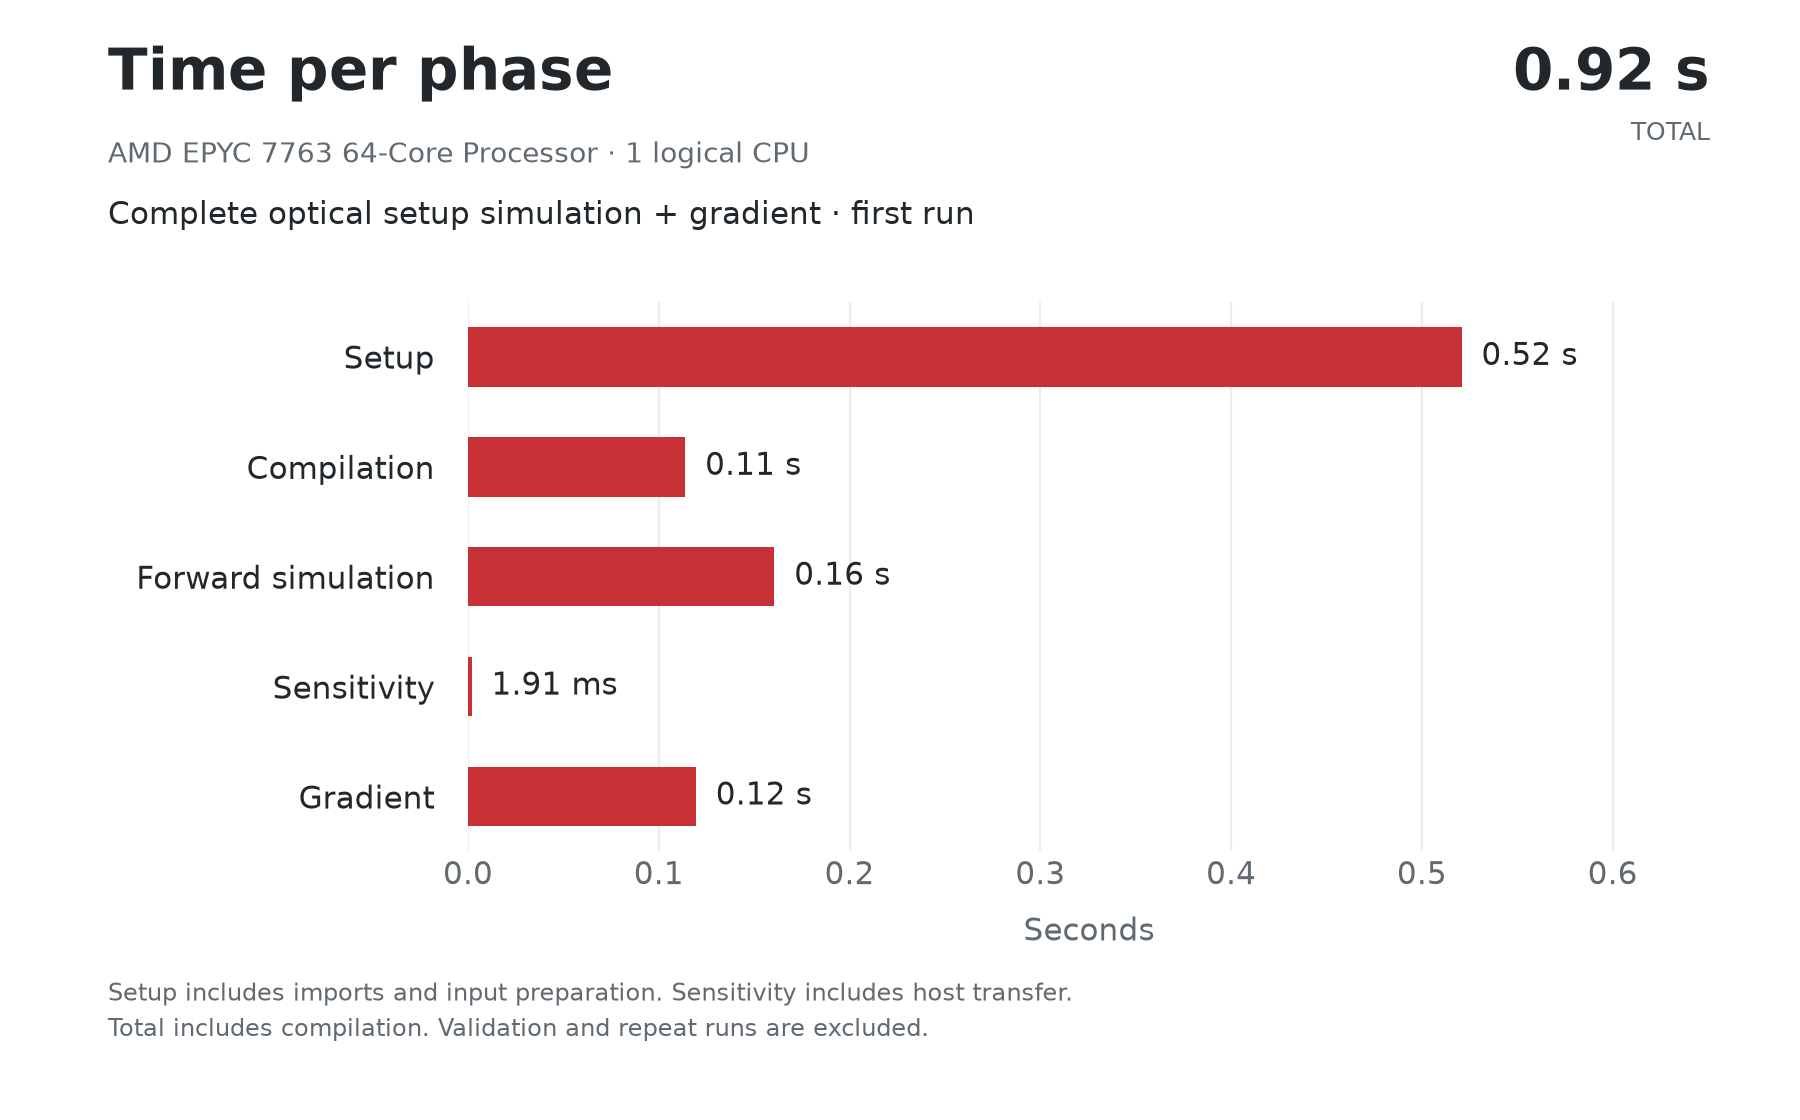 Time per phase
0.92 s
TOTAL
AMD EPYC 7763 64-Core Processor · 1 logical CPU
Complete optical setup simulation + gradient · first run
Setup
0.52 s
Compilation
0.11 s
Forward simulation
0.16 s
Sensitivity
1.91 ms
Gradient
0.12 s
0.0 0.1 0.2 0.3 0.4 0.5 0.6
Seconds
Setup includes imports and input preparation. Sensitivity includes host transfer.
Total includes compilation. Validation and repeat runs are excluded.